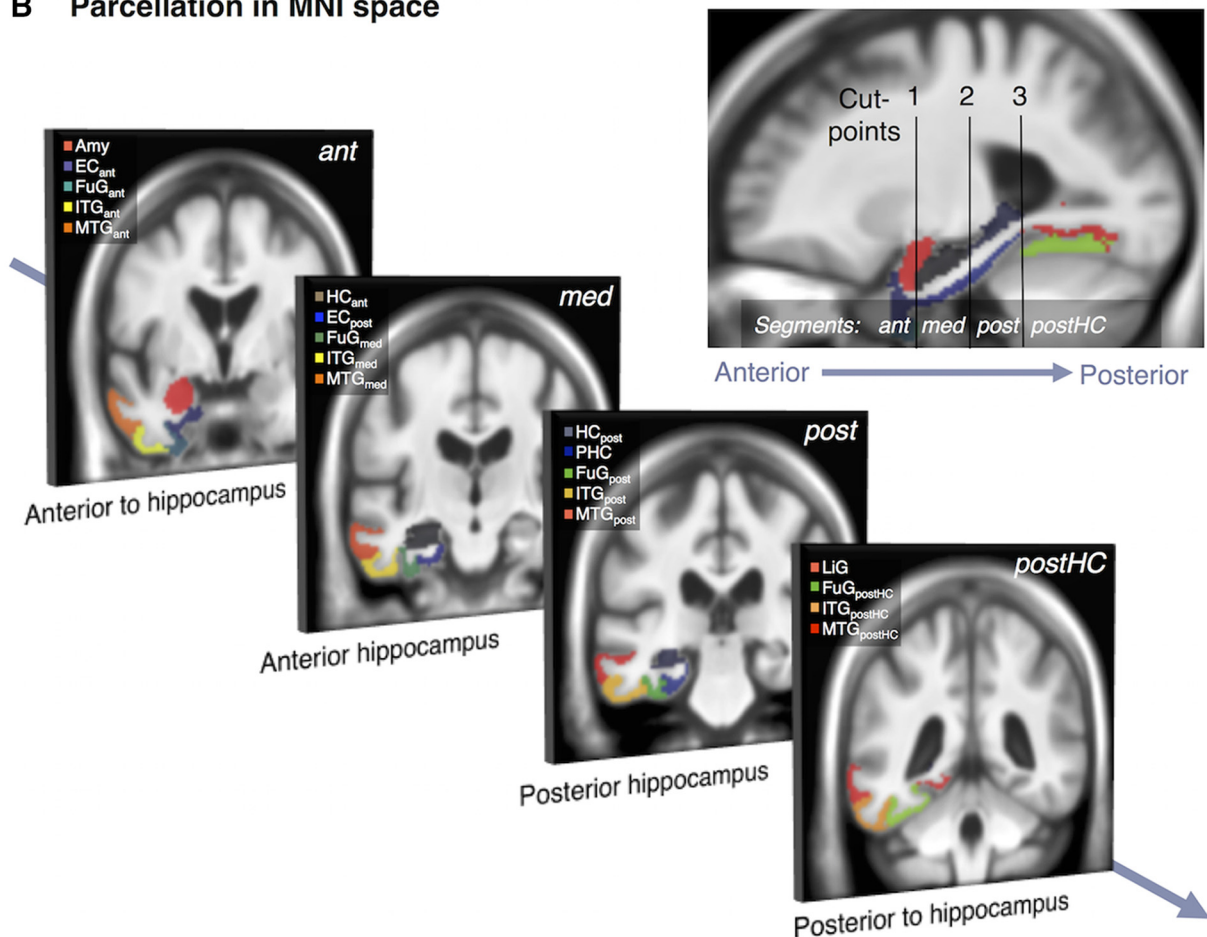 B Parcellation in MNI space
Cut-points 1 2 3
Segments: ant med post postHC
Anterior Posterior
ant
Amy
ECant
FuGant
ITGant
MTGant
Anterior to hippocampus
med
HCant
ECpost
FuGmed
ITGmed
MTGmed
Anterior hippocampus
post
HCpost
PHC
FuGpost
ITGpost
MTGpost
Posterior hippocampus
postHC
LiG
FuGpostHC
ITGpostHC
MTGpostHC
Posterior to hippocampus